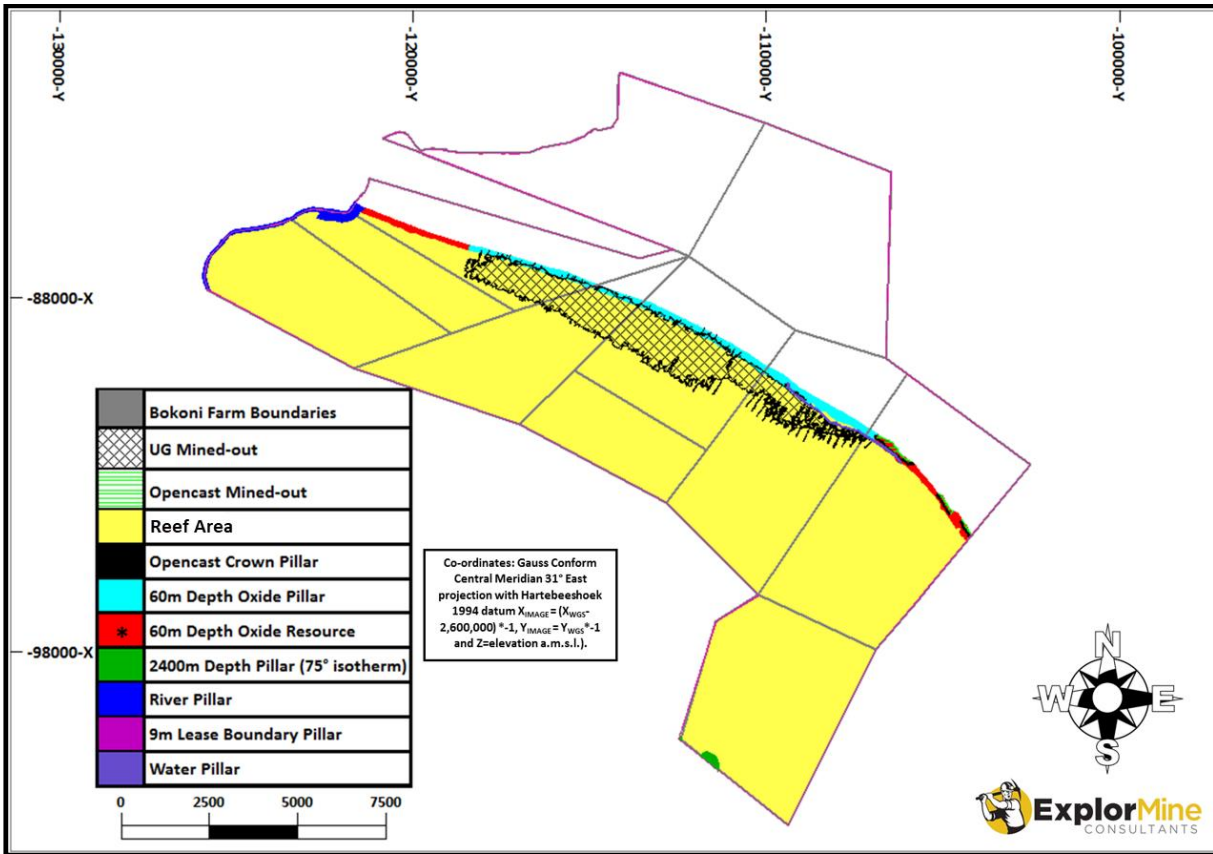 -130000-Y
-120000-Y
-110000-Y
-100000-Y
-88000-X
-98000-X
Bokoni Farm Boundaries
UG Mined-out
Opencast Mined-out
Reef Area
Opencast Crown Pillar
60m Depth Oxide Pillar
* 60m Depth Oxide Resource
2400m Depth Pillar (75° isotherm)
River Pillar
9m Lease Boundary Pillar
Water Pillar
0 2500 5000 7500
Co-ordinates: Gauss Conform
Central Meridian 31° East
projection with Hartebeeshoek
1994 datum XIMAGE = (XWGS-
2,600,000) *-1, YIMAGE = YWGS*-1
and Z=elevation a.m.s.l.).
N
W E
S
ExplorMine
CONSULTANTS